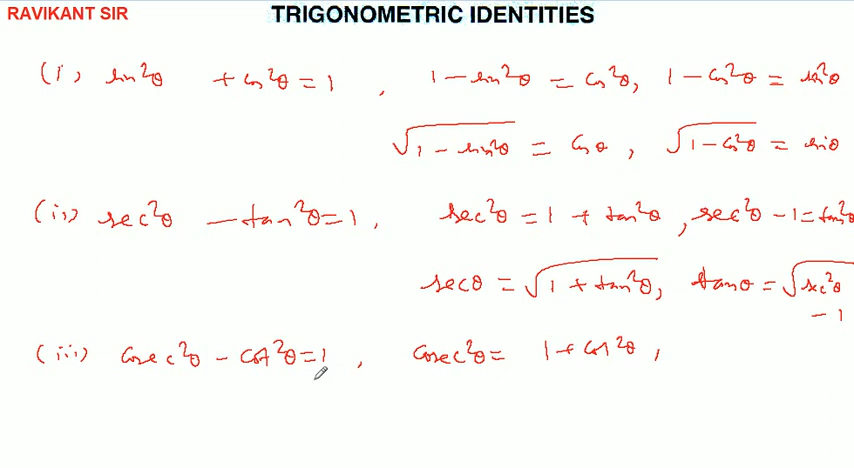 RAVIKANT SIR
TRIGONOMETRIC IDENTITIES
(i) sin²θ + cos²θ = 1 , 1 - sin²θ = cos²θ, 1 - cos²θ = sin²θ
√(1 - sin²θ) = cosθ , √(1 - cos²θ) = sinθ
(ii) sec²θ - tan²θ = 1, sec²θ = 1 + tan²θ, sec²θ - 1 = tan²θ
secθ = √(1 + tan²θ), tanθ = √(sec²θ
- 1
(iii) cosec²θ - cot²θ = 1 , cosec²θ = 1 + cot²θ ,